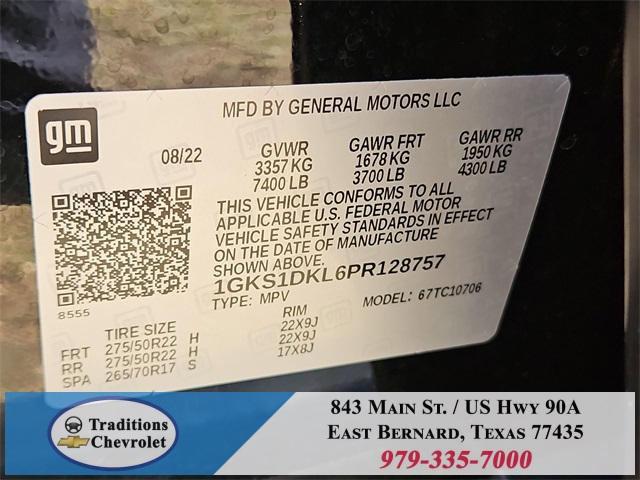 gm
MFD BY GENERAL MOTORS LLC
08/22 GVWR GAWR FRT GAWR RR
3357 KG 1678 KG 1950 KG
7400 LB 3700 LB 4300 LB
THIS VEHICLE CONFORMS TO ALL
APPLICABLE U.S. FEDERAL MOTOR
VEHICLE SAFETY STANDARDS IN EFFECT
ON THE DATE OF MANUFACTURE
SHOWN ABOVE.
1GKS1DKL6PR128757
TYPE: MPV MODEL: 67TC10706
8555
TIRE SIZE RIM
FRT 275/50R22 H 22X9J
RR 275/50R22 H 22X9J
SPA 265/70R17 S 17X8J
Traditions
Chevrolet
843 Main St. / US Hwy 90A
East Bernard, Texas 77435
979-335-7000